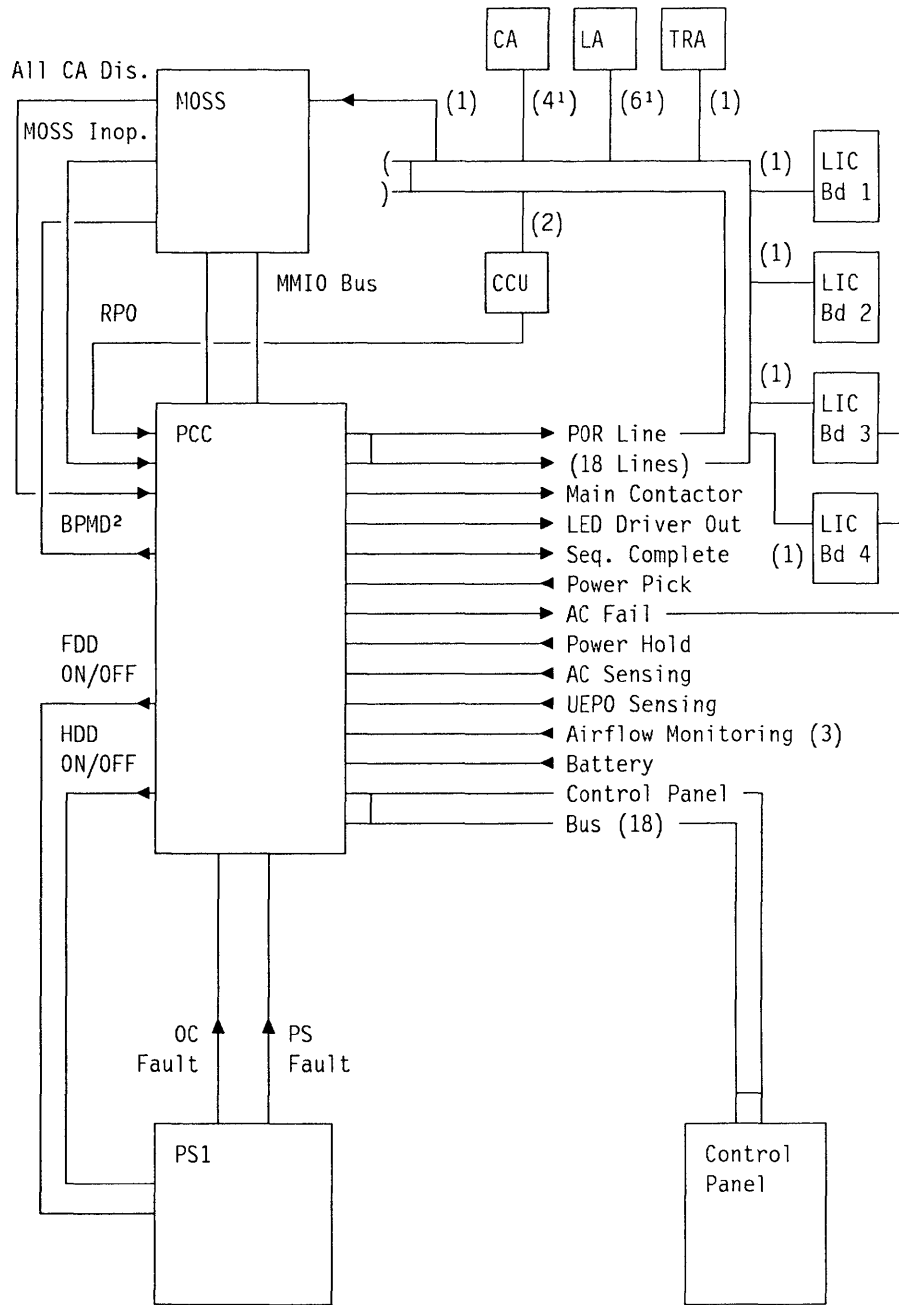 CA
LA
TRA
All CA Dis.
MOSS
(1)
(4¹)
(6¹)
(1)
MOSS Inop.
(1)
LIC
Bd 1
(
)
(2)
(1)
LIC
Bd 2
MMIO Bus
CCU
RPO
(1)
LIC
Bd 3
PCC
POR Line
(18 Lines)
Main Contactor
BPMD²
LED Driver Out
LIC
Bd 4
(1)
Seq. Complete
Power Pick
AC Fail
FDD
ON/OFF
Power Hold
AC Sensing
UEPO Sensing
HDD
ON/OFF
Airflow Monitoring (3)
Battery
Control Panel
Bus (18)
OC
Fault
PS
Fault
PS1
Control
Panel